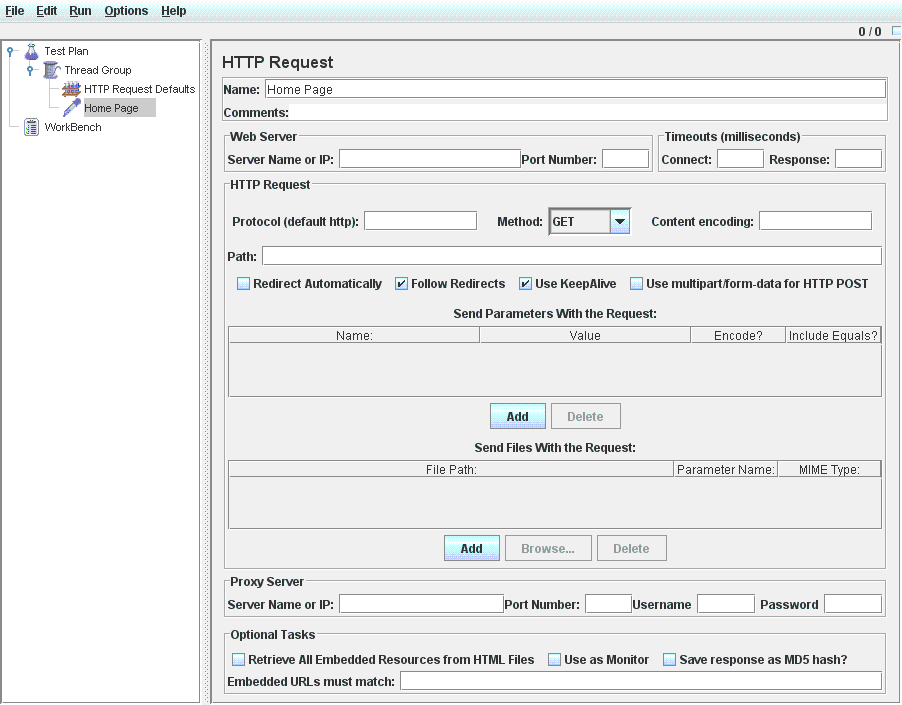 File Edit Run Options Help
0 / 0
Test Plan
Thread Group
HTTP Request Defaults
Home Page
WorkBench
HTTP Request
Name: Home Page
Comments:
Web Server
Server Name or IP: Port Number:
Timeouts (milliseconds)
Connect: Response:
HTTP Request
Protocol (default http): Method: GET Content encoding:
Path:
Redirect Automatically Follow Redirects Use KeepAlive Use multipart/form-data for HTTP POST
Send Parameters With the Request:
Name: Value Encode? Include Equals?
Add Delete
Send Files With the Request:
File Path: Parameter Name: MIME Type:
Add Browse... Delete
Proxy Server
Server Name or IP: Port Number: Username Password
Optional Tasks
Retrieve All Embedded Resources from HTML Files Use as Monitor Save response as MD5 hash?
Embedded URLs must match: